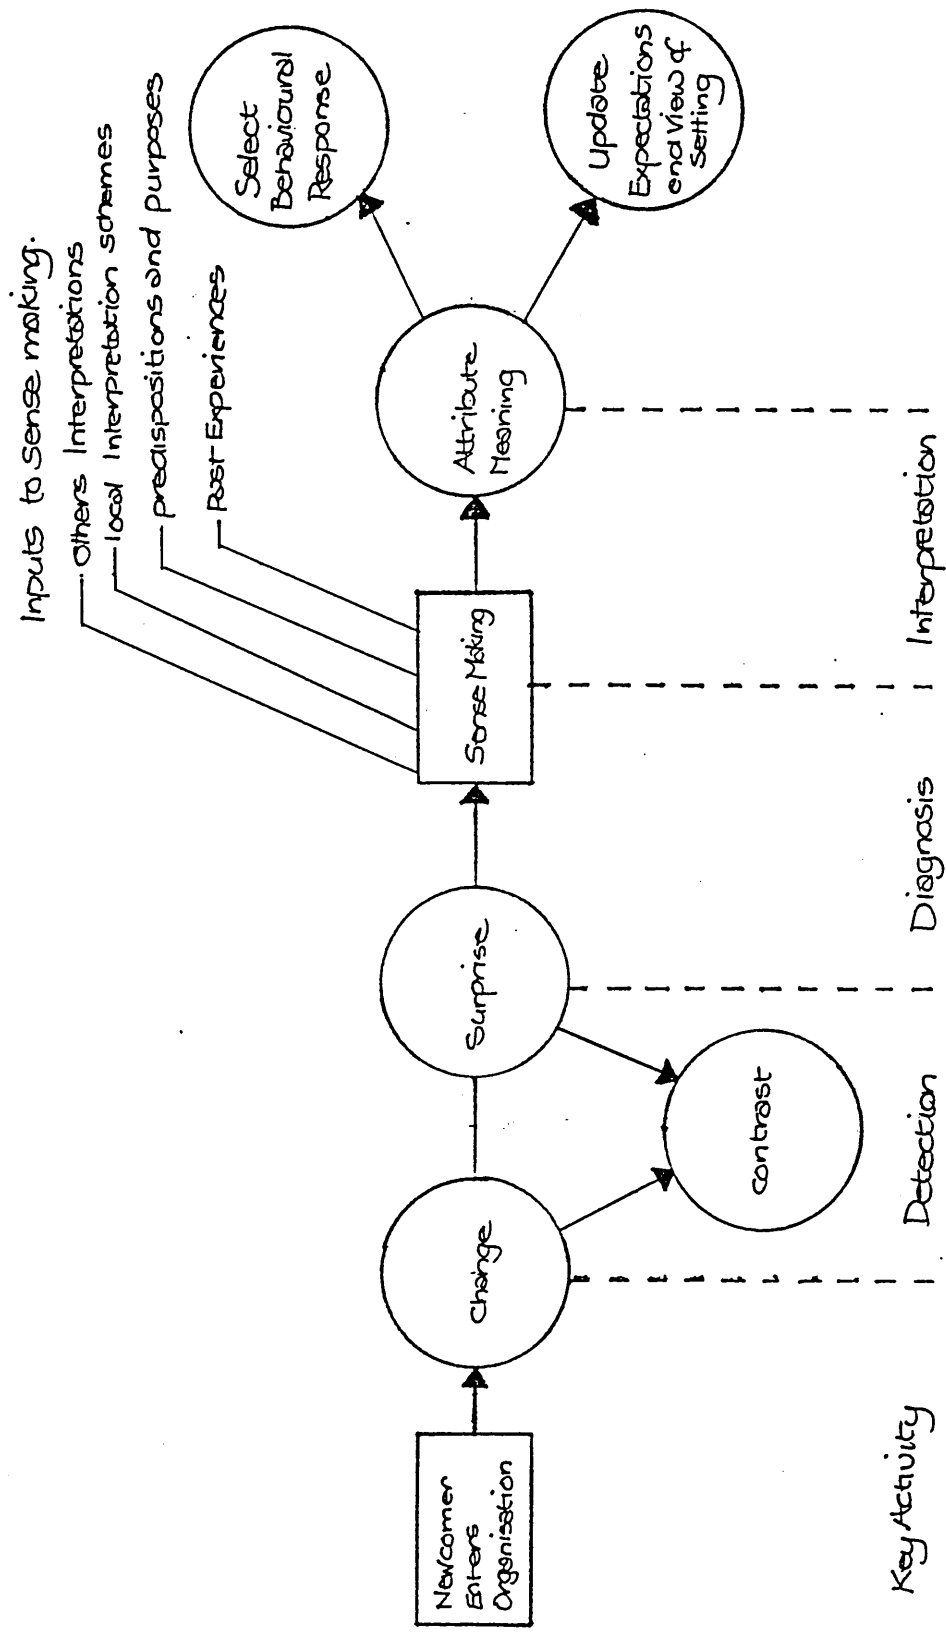 Inputs to sense making.
Others Interpretations
local Interpretation schemes
predispositions and purposes
Past Experiences
Newcomer
Enters
Organisation
Change
Surprise
Contrast
Sense Making
Attribute
Meaning
Select
Behavioural
Response
Update
Expectations
and View of
Setting
Key Activity
Detection
Diagnosis
Interpretation